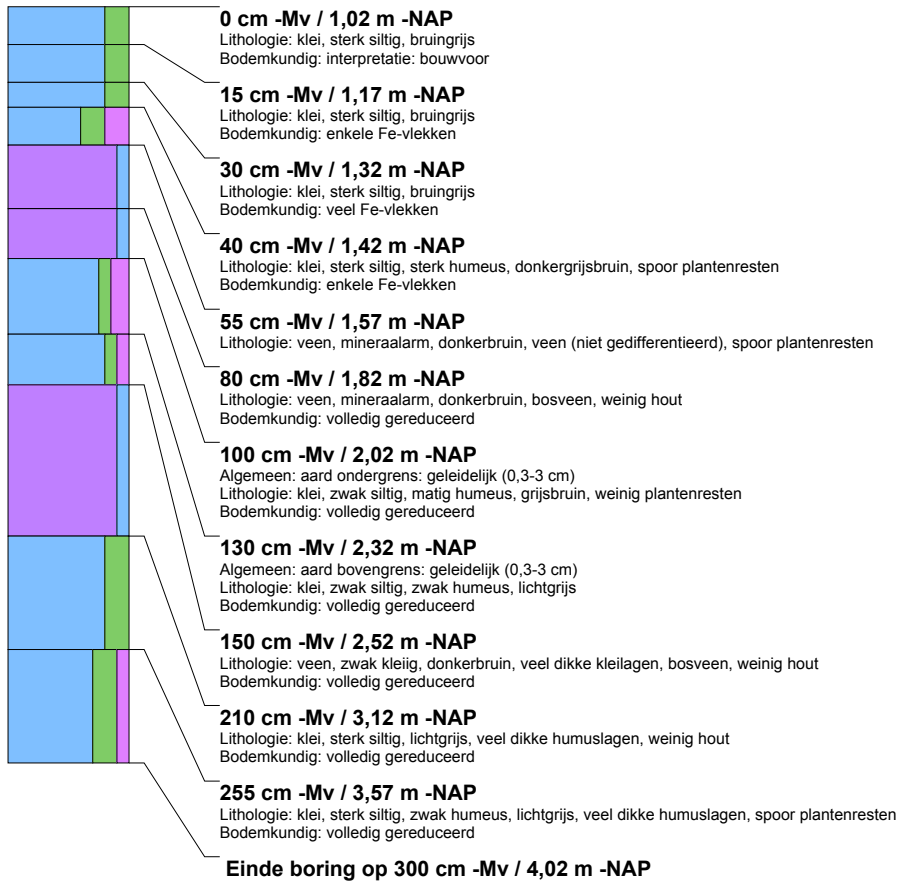 0 cm -Mv / 1,02 m -NAP
Lithologie: klei, sterk siltig, bruingrijs
Bodemkundig: interpretatie: bouwvoor
15 cm -Mv / 1,17 m -NAP
Lithologie: klei, sterk siltig, bruingrijs
Bodemkundig: enkele Fe-vlekken
30 cm -Mv / 1,32 m -NAP
Lithologie: klei, sterk siltig, bruingrijs
Bodemkundig: veel Fe-vlekken
40 cm -Mv / 1,42 m -NAP
Lithologie: klei, sterk siltig, sterk humeus, donkergrijsbruin, spoor plantenresten
Bodemkundig: enkele Fe-vlekken
55 cm -Mv / 1,57 m -NAP
Lithologie: veen, mineraalarm, donkerbruin, veen (niet gedifferentieerd), spoor plantenresten
80 cm -Mv / 1,82 m -NAP
Lithologie: veen, mineraalarm, donkerbruin, bosveen, weinig hout
Bodemkundig: volledig gereduceerd
100 cm -Mv / 2,02 m -NAP
Algemeen: aard ondergrens: geleidelijk (0,3-3 cm)
Lithologie: klei, zwak siltig, matig humeus, grijsbruin, weinig plantenresten
Bodemkundig: volledig gereduceerd
130 cm -Mv / 2,32 m -NAP
Algemeen: aard bovengrens: geleidelijk (0,3-3 cm)
Lithologie: klei, zwak siltig, zwak humeus, lichtgrijs
Bodemkundig: volledig gereduceerd
150 cm -Mv / 2,52 m -NAP
Lithologie: veen, zwak kleiig, donkerbruin, veel dikke kleilagen, bosveen, weinig hout
Bodemkundig: volledig gereduceerd
210 cm -Mv / 3,12 m -NAP
Lithologie: klei, sterk siltig, lichtgrijs, veel dikke humuslagen, weinig hout
Bodemkundig: volledig gereduceerd
255 cm -Mv / 3,57 m -NAP
Lithologie: klei, sterk siltig, zwak humeus, lichtgrijs, veel dikke humuslagen, spoor plantenresten
Bodemkundig: volledig gereduceerd
Einde boring op 300 cm -Mv / 4,02 m -NAP